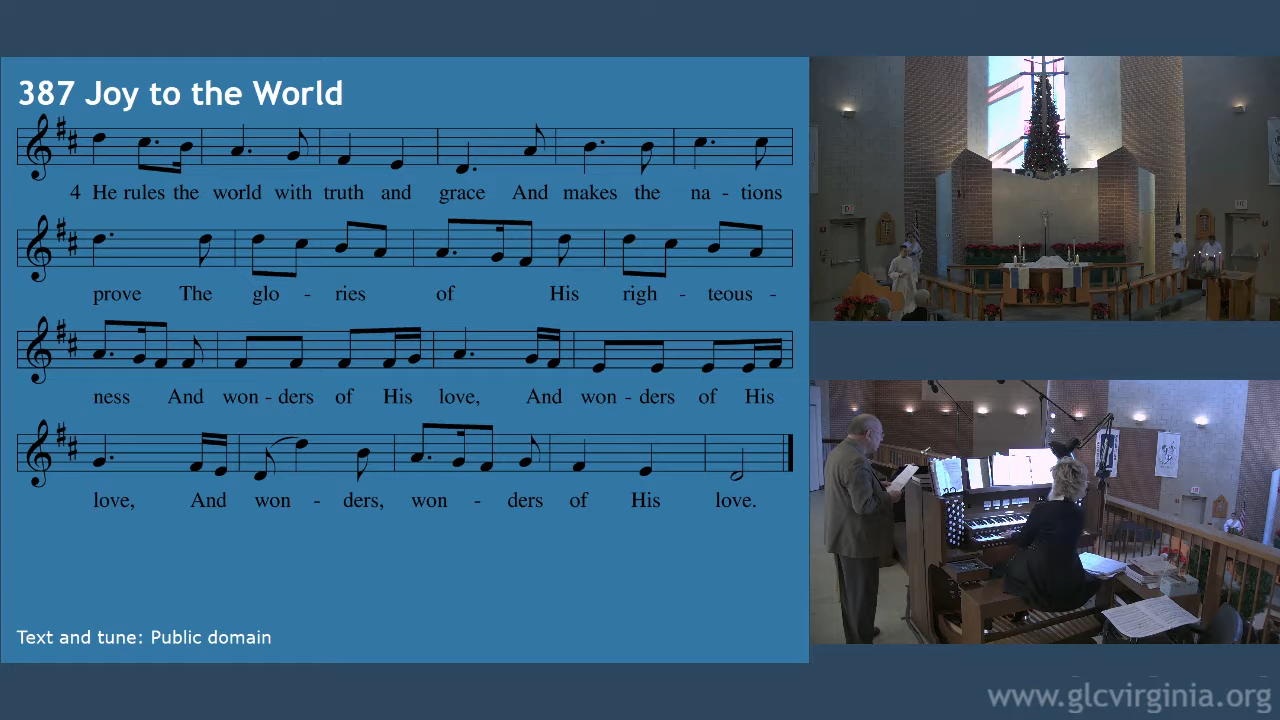 387 Joy to the World
4 He rules the world with truth and grace And makes the na - tions
prove The glo - ries of His righ - teous -
ness And won - ders of His love, And won - ders of His
love, And won - ders, won - ders of His love.
Text and tune: Public domain
www.glcvirginia.org